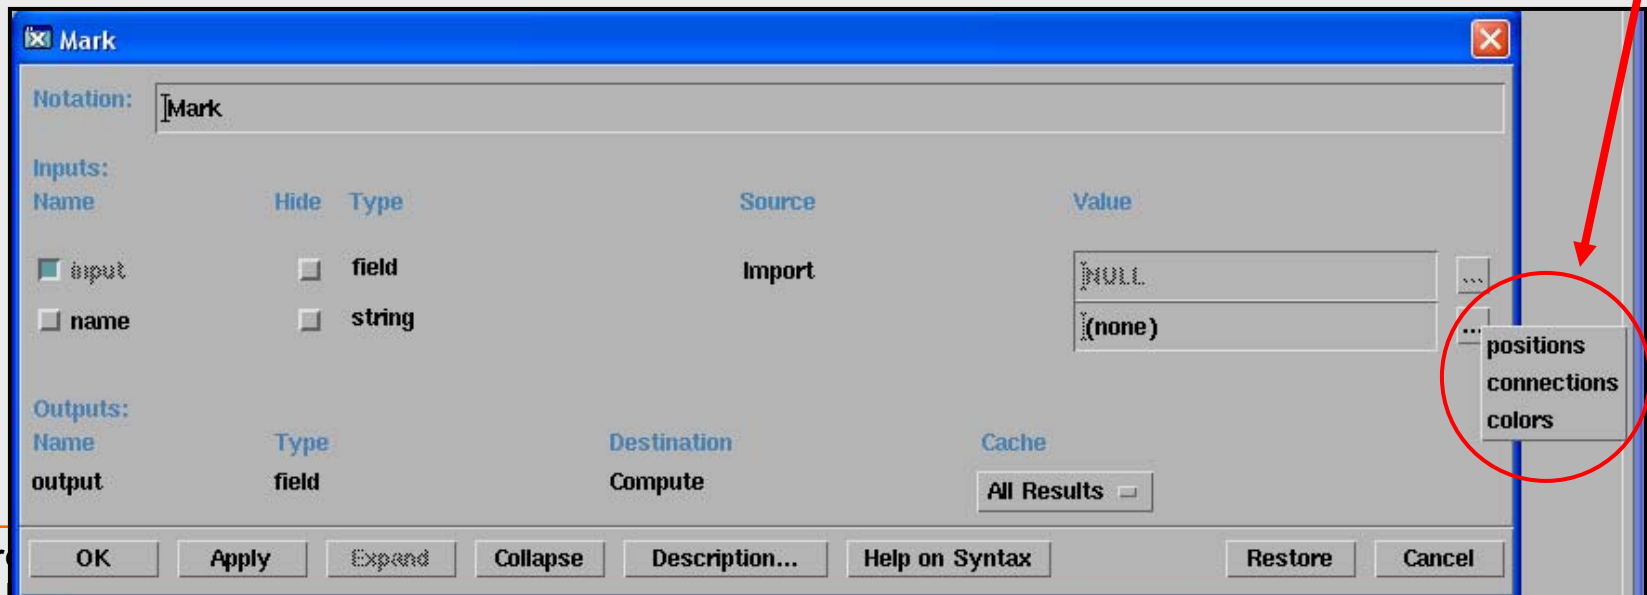 Mark
Notation: Mark
Inputs:
Name Hide Type Source Value
input field Import NULL ...
name string (none) ...
positions
connections
colors
Outputs:
Name Type Destination Cache
output field Compute All Results
OK Apply Expand Collapse Description... Help on Syntax Restore Cancel